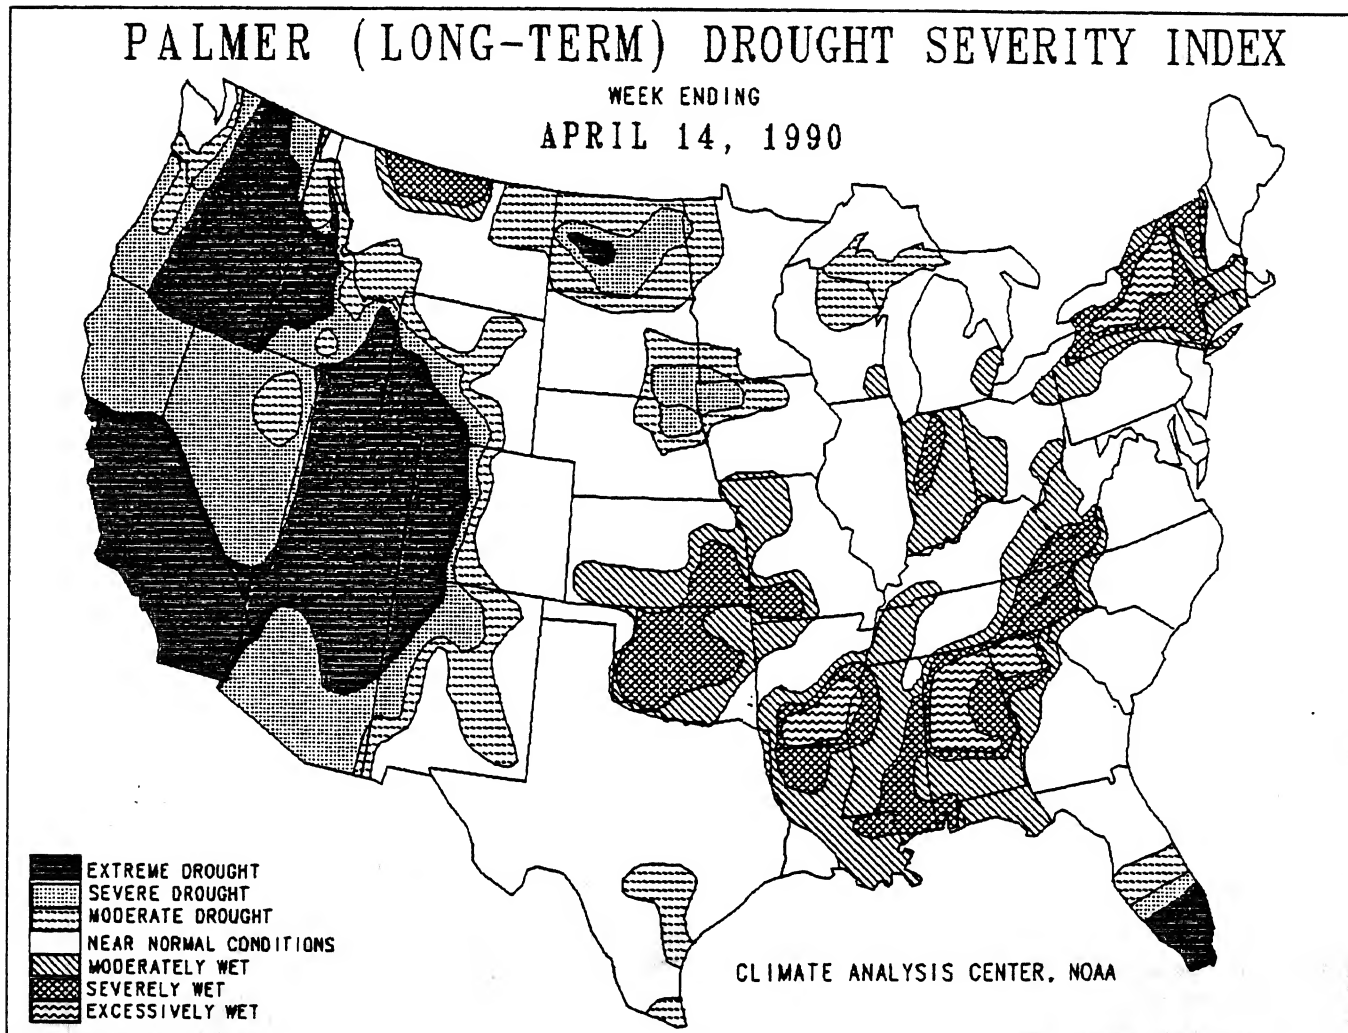 PALMER (LONG-TERM) DROUGHT SEVERITY INDEX
WEEK ENDING
APRIL 14, 1990
EXTREME DROUGHT
SEVERE DROUGHT
MODERATE DROUGHT
NEAR NORMAL CONDITIONS
MODERATELY WET
SEVERELY WET
EXCESSIVELY WET
CLIMATE ANALYSIS CENTER, NOAA